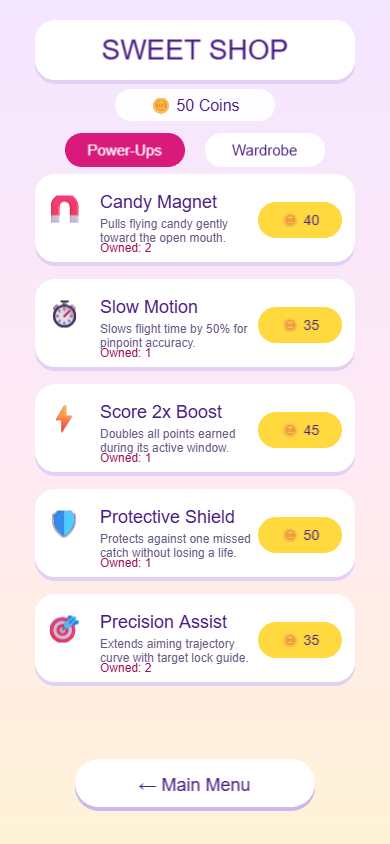 SWEET SHOP
50 Coins
Power-Ups
Wardrobe
Candy Magnet
Pulls flying candy gently
toward the open mouth.
Owned: 2
40
Slow Motion
Slows flight time by 50% for
pinpoint accuracy.
Owned: 1
35
Score 2x Boost
Doubles all points earned
during its active window.
Owned: 1
45
Protective Shield
Protects against one missed
catch without losing a life.
Owned: 1
50
Precision Assist
Extends aiming trajectory
curve with target lock guide.
Owned: 2
35
← Main Menu